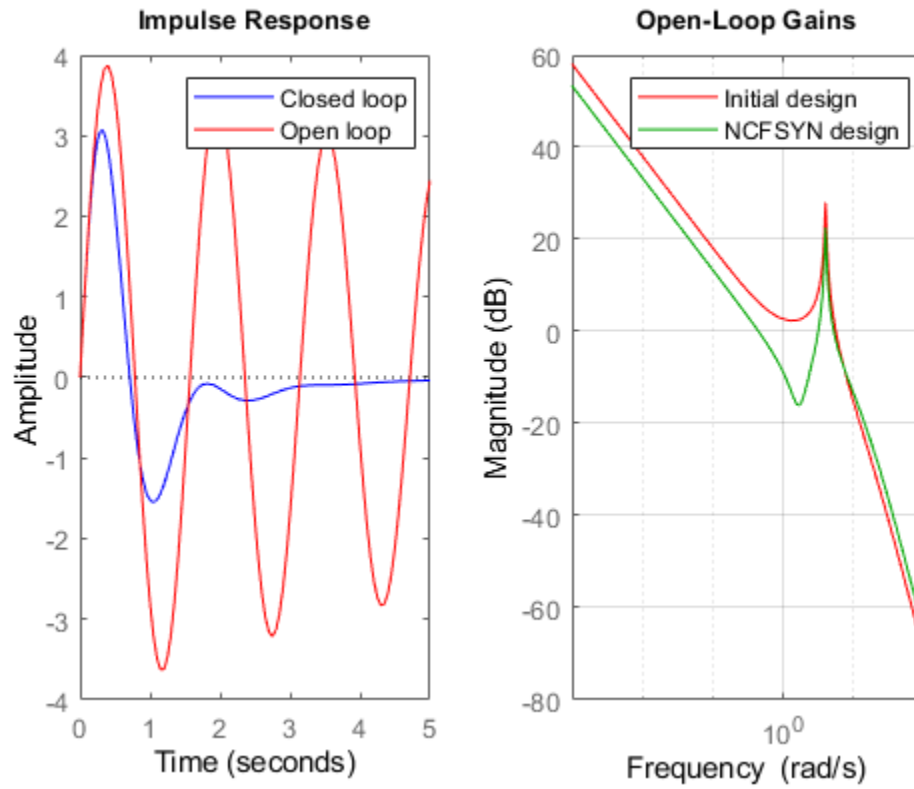 Impulse Response
4
3
2
1
0
-1
-2
-3
-4
Amplitude
Closed loop
Open loop
0 1 2 3 4 5
Time (seconds)
Open-Loop Gains
60
40
20
0
-20
-40
-60
-80
Magnitude (dB)
Initial design
NCFSYN design
10^0
Frequency (rad/s)